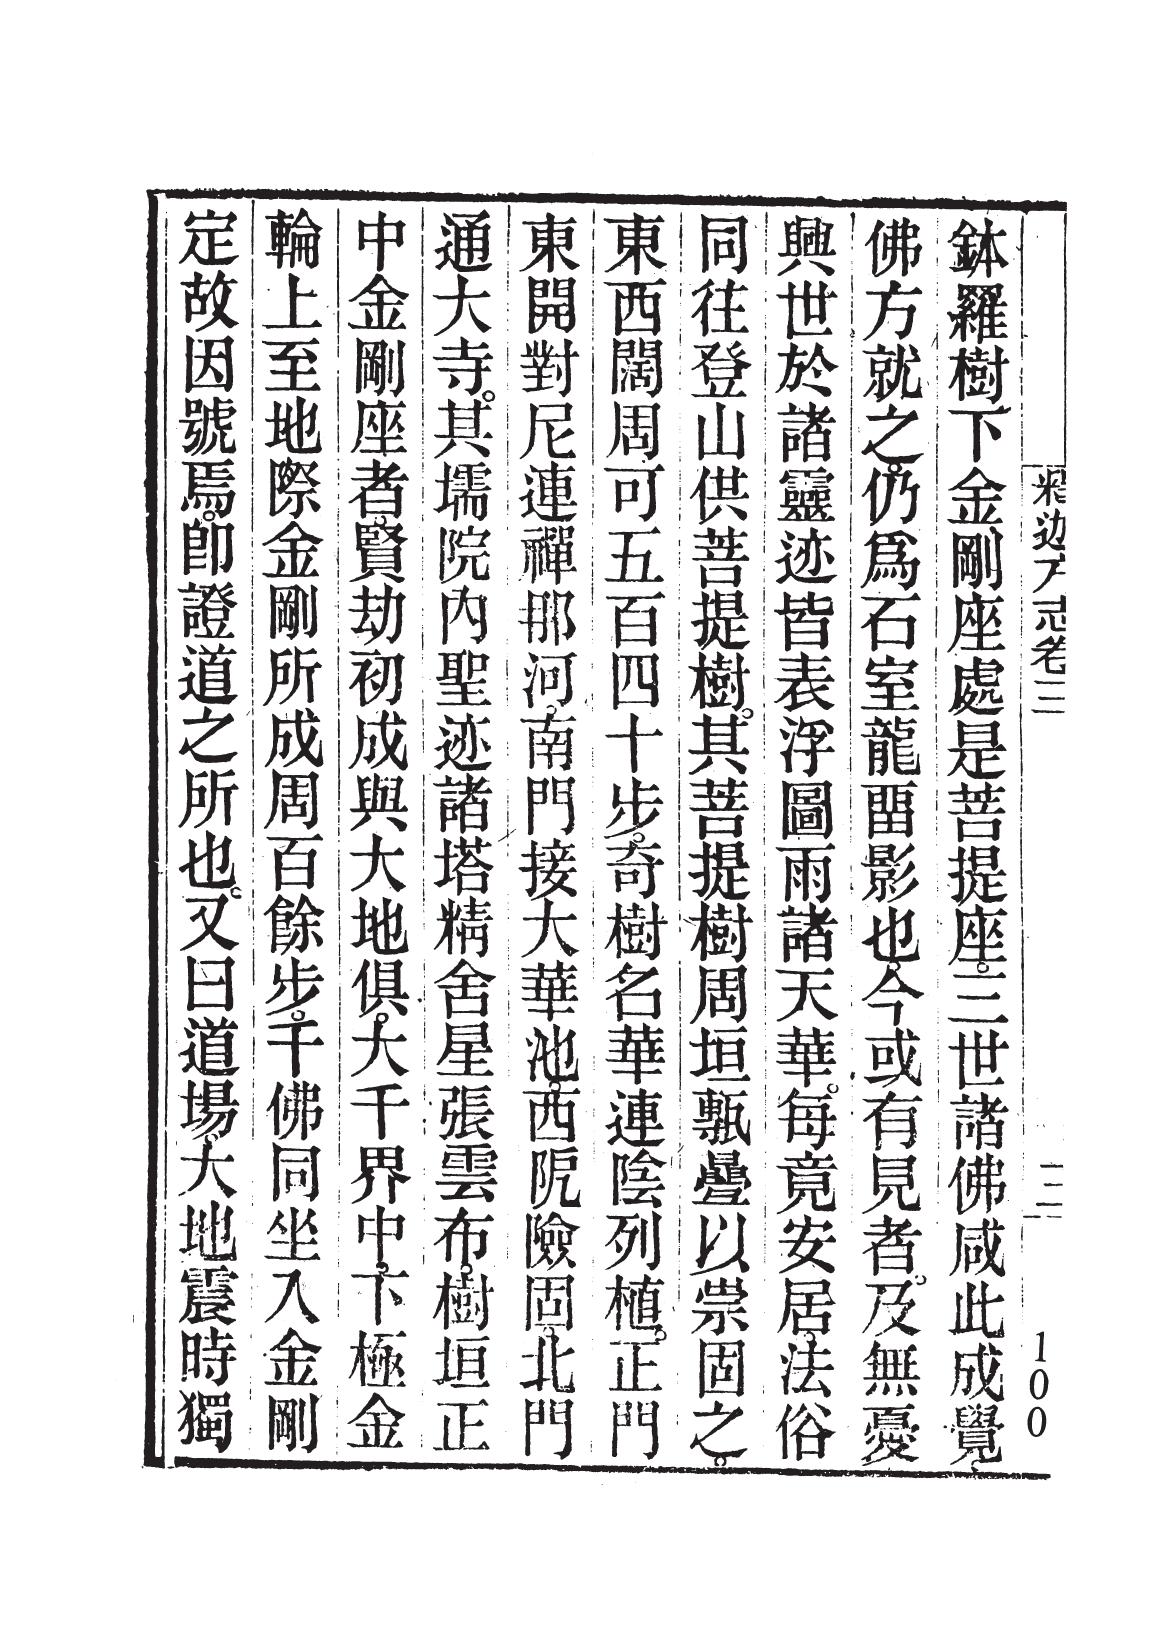 釋迦方志卷三
二
100
鉢羅樹下金剛座處是菩提座。三世諸佛咸此成覺。
佛方就之。仍爲石室龍畱影也。今或有見者。及無憂
興世於諸靈迹皆表浮圖雨諸天華。每竟安居。法俗
同往登山供菩提樹。其菩提樹周垣甎疊以崇固之。
東西闊周可五百四十步。奇樹名華連陰列植。正門
東開對尼連禪那河。南門接大華池。西阨險固。北門
通大寺。其壖院內聖迹諸塔精舍星張雲布。樹垣正
中金剛座者。賢劫初成與大地俱。大千界中。下極金
輪上至地際金剛所成周百餘步。千佛同坐入金剛
定故因號焉。卽證道之所也。又曰道場。大地震時獨